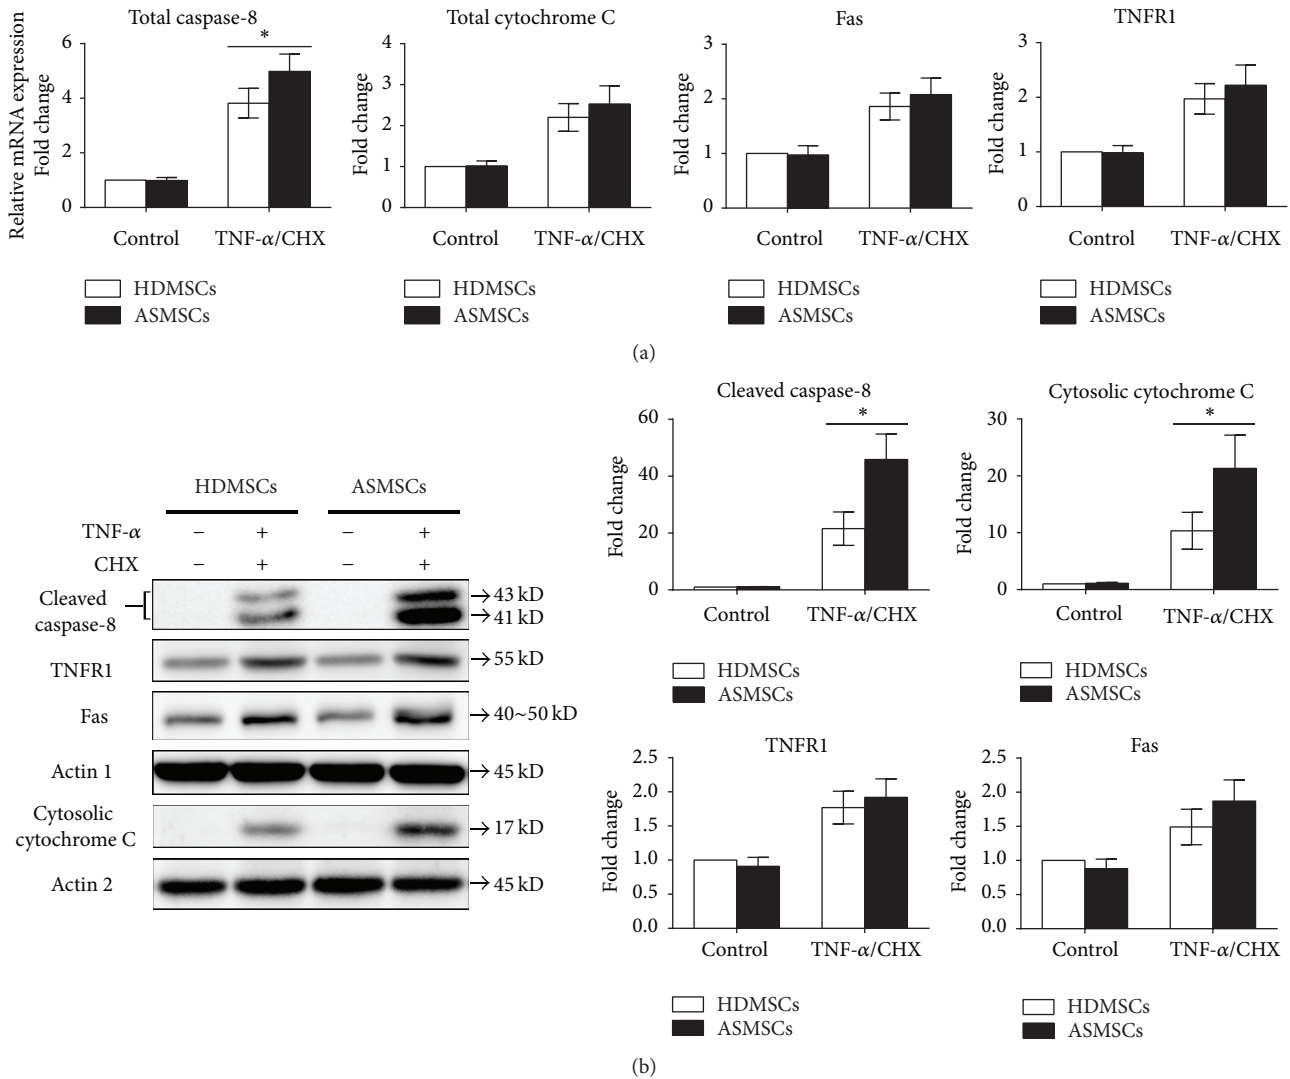 Total caspase-8
Relative mRNA expression
Fold change
6
4
2
0
*
Control
TNF-α/CHX
HDMSCs
ASMSCs
Total cytochrome C
Fold change
4
3
2
1
0
Control
TNF-α/CHX
HDMSCs
ASMSCs
Fas
Fold change
3
2
1
0
Control
TNF-α/CHX
HDMSCs
ASMSCs
TNFR1
Fold change
3
2
1
0
Control
TNF-α/CHX
HDMSCs
ASMSCs
(a)
HDMSCs
ASMSCs
TNF-α − + − +
CHX − + − +
Cleaved
caspase-8
43 kD
41 kD
TNFR1
55 kD
Fas
40~50 kD
Actin 1
45 kD
Cytosolic
cytochrome C
17 kD
Actin 2
45 kD
Cleaved caspase-8
Fold change
60
40
20
0
*
Control
TNF-α/CHX
HDMSCs
ASMSCs
Cytosolic cytochrome C
Fold change
30
20
10
0
*
Control
TNF-α/CHX
HDMSCs
ASMSCs
TNFR1
Fold change
2.5
2.0
1.5
1.0
0.5
0.0
Control
TNF-α/CHX
HDMSCs
ASMSCs
Fas
Fold change
2.5
2.0
1.5
1.0
0.5
0.0
Control
TNF-α/CHX
HDMSCs
ASMSCs
(b)